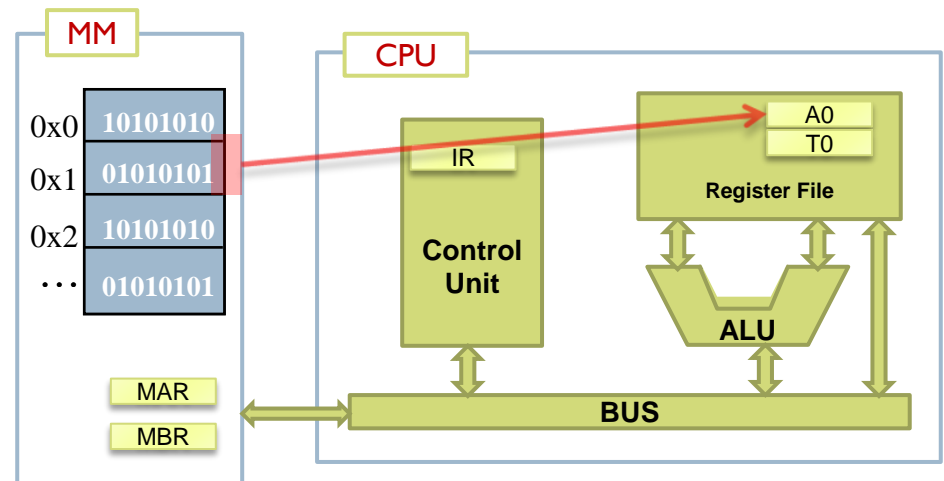 MM
CPU
0x0 10101010
0x1 01010101
0x2 10101010
... 01010101
MAR
MBR
IR
Control
Unit
A0
T0
Register File
ALU
BUS